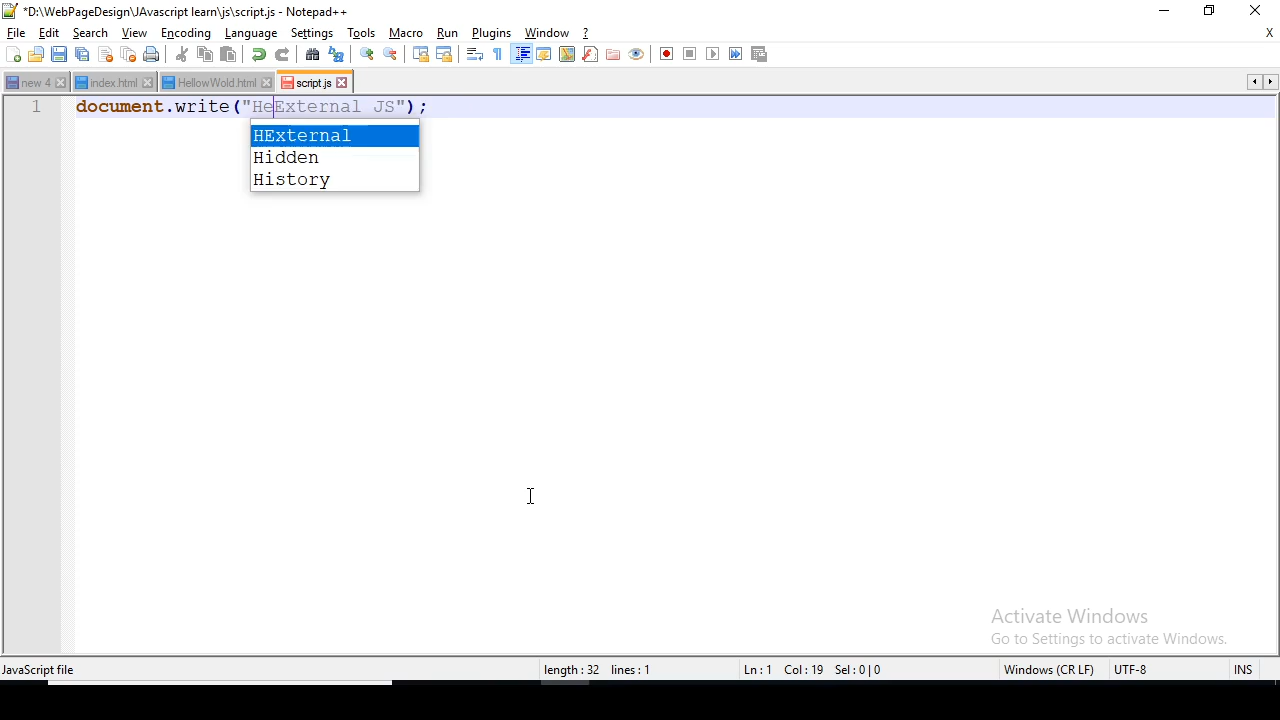 *D:\WebPageDesign\JAvascript learn\js\script.js - Notepad++
File Edit Search View Encoding Language Settings Tools Macro Run Plugins Window ? X
new 4 index.html HellowWold.html script.js
1 document.write("HeExternal JS");
HExternal
Hidden
History
Activate Windows
Go to Settings to activate Windows.
JavaScript file length : 32 lines : 1 Ln : 1 Col : 19 Sel : 0 | 0 Windows (CR LF) UTF-8 INS